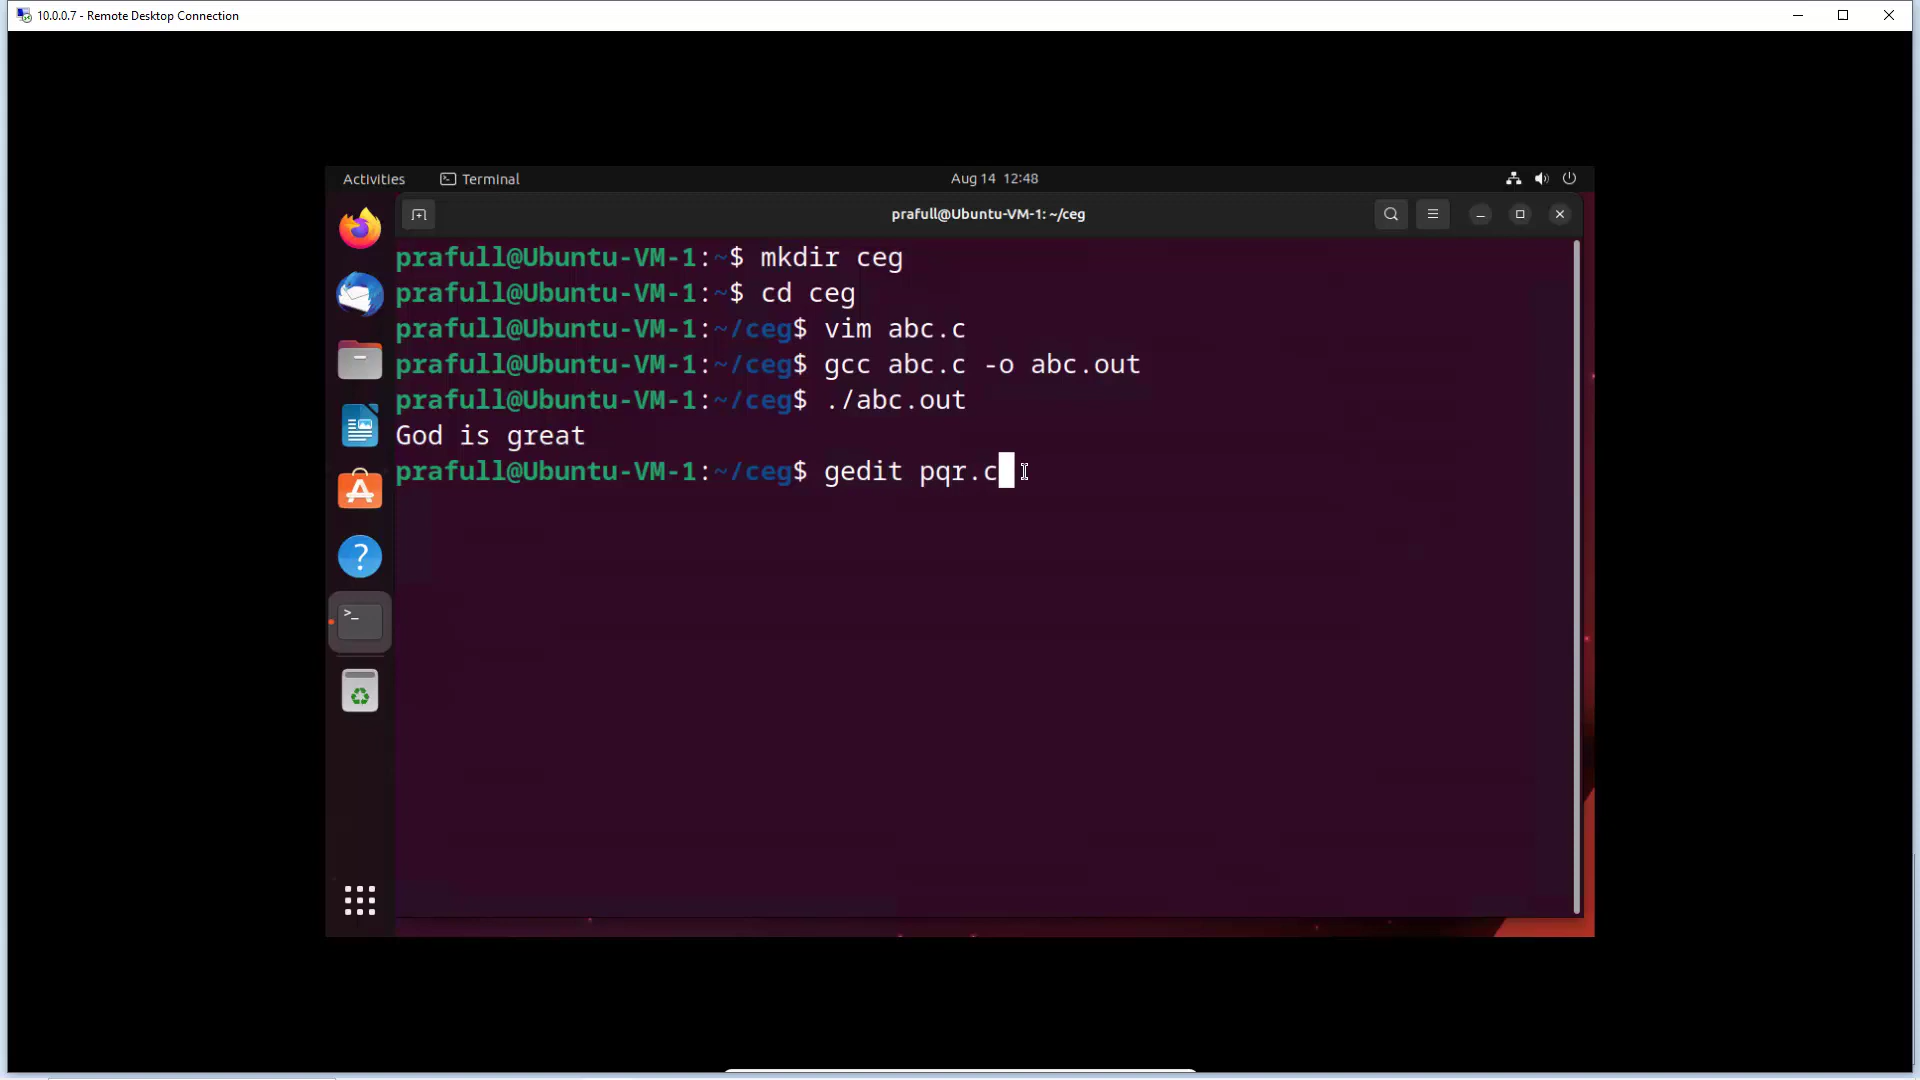 10.0.0.7 - Remote Desktop Connection
Activities Terminal Aug 14 12:48
prafull@Ubuntu-VM-1: ~/ceg
prafull@Ubuntu-VM-1:~$ mkdir ceg
prafull@Ubuntu-VM-1:~$ cd ceg
prafull@Ubuntu-VM-1:~/ceg$ vim abc.c
prafull@Ubuntu-VM-1:~/ceg$ gcc abc.c -o abc.out
prafull@Ubuntu-VM-1:~/ceg$ ./abc.out
God is great
prafull@Ubuntu-VM-1:~/ceg$ gedit pqr.c